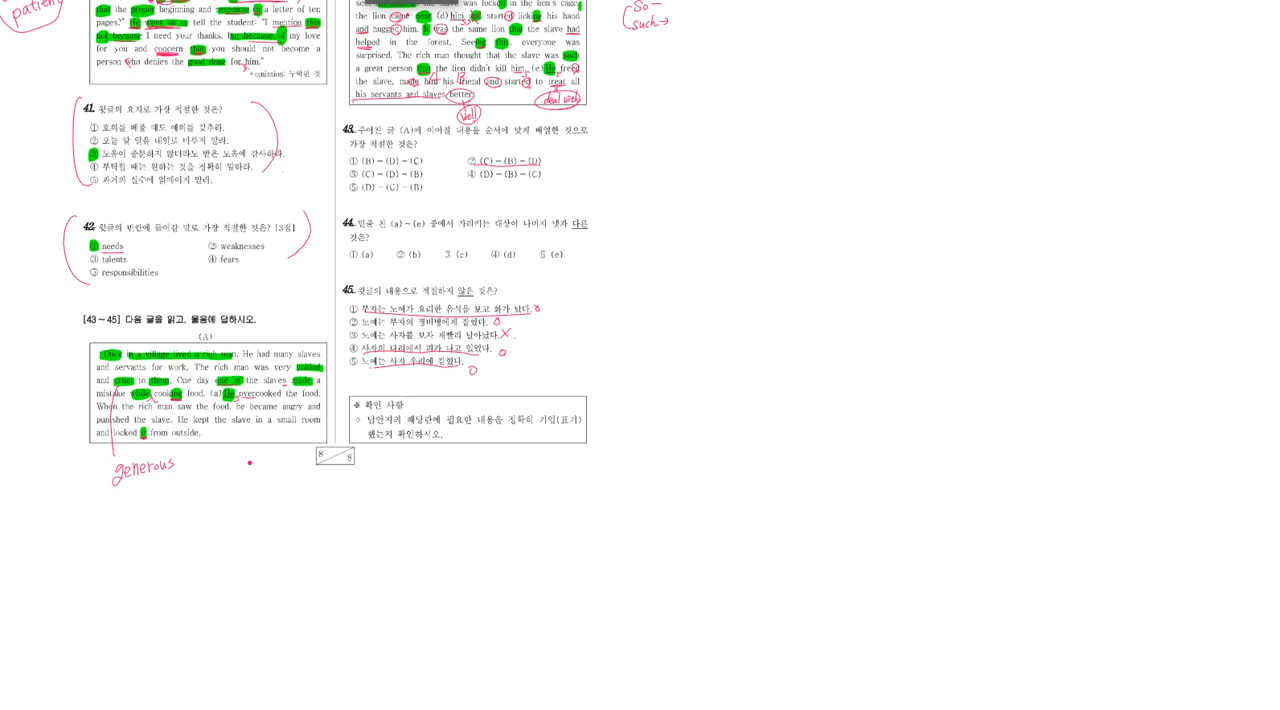 patiently
that the proper beginning and response to a letter of ten
pages?" He went on to tell the student: "I mention this
not because I need your thanks, but because if my love
for you and concern that you should not become a
person who denies the good done for him."
* omission: 누락된 것
41. 윗글의 요지로 가장 적절한 것은?
① 호의를 베풀 때도 예의를 갖추라.
② 오늘 할 일을 내일로 미루지 말라.
③ 도움이 충분하지 않더라도 받은 도움에 감사하라.
④ 부탁할 때는 원하는 것을 정확히 말하라.
⑤ 과거의 실수에 얽매이지 말라.
42. 윗글의 빈칸에 들어갈 말로 가장 적절한 것은? [3점]
① needs
② weaknesses
③ talents
④ fears
⑤ responsibilities
[43~45] 다음 글을 읽고, 물음에 답하시오.
(A)
Once in a village lived a rich man. He had many slaves
and servants for work. The rich man was very unkind
and cruel to them. One day one of the slaves made a
mistake while cooking food. (a) He overcooked the food.
When the rich man saw the food, he became angry and
punished the slave. He kept the slave in a small room
and locked it from outside.
generous
8
8
the slave was locked in the lion's cage,
the lion came near (d) him and started licking his hand
and hugged him. It was the same lion that the slave had
helped in the forest. Seeing this, everyone was
surprised. The rich man thought that the slave was such
a great person that the lion didn't kill him. (e) He freed
the slave, made him his friend and started to treat all
his servants and slaves better.
deal with
well
43. 주어진 글 (A)에 이어질 내용을 순서에 맞게 배열한 것으로
가장 적절한 것은?
① (B) - (D) - (C)
② (C) - (B) - (D)
③ (C) - (D) - (B)
④ (D) - (B) - (C)
⑤ (D) - (C) - (B)
44. 밑줄 친 (a)~(e) 중에서 가리키는 대상이 나머지 넷과 다른
것은?
① (a) ② (b) ③ (c) ④ (d) ⑤ (e)
45. 윗글의 내용으로 적절하지 않은 것은?
① 부자는 노예가 요리한 음식을 보고 화가 났다.
② 노예는 부자의 경비병에게 잡혔다. o
③ 노예는 사자를 보자 재빨리 달아났다. x
④ 사자의 다리에서 피가 나고 있었다. o
⑤ 노예는 사자 우리에 갇혔다. o
※ 확인 사항
○ 답안지의 해당란에 필요한 내용을 정확히 기입(표기)
했는지 확인하시오.
So
such →